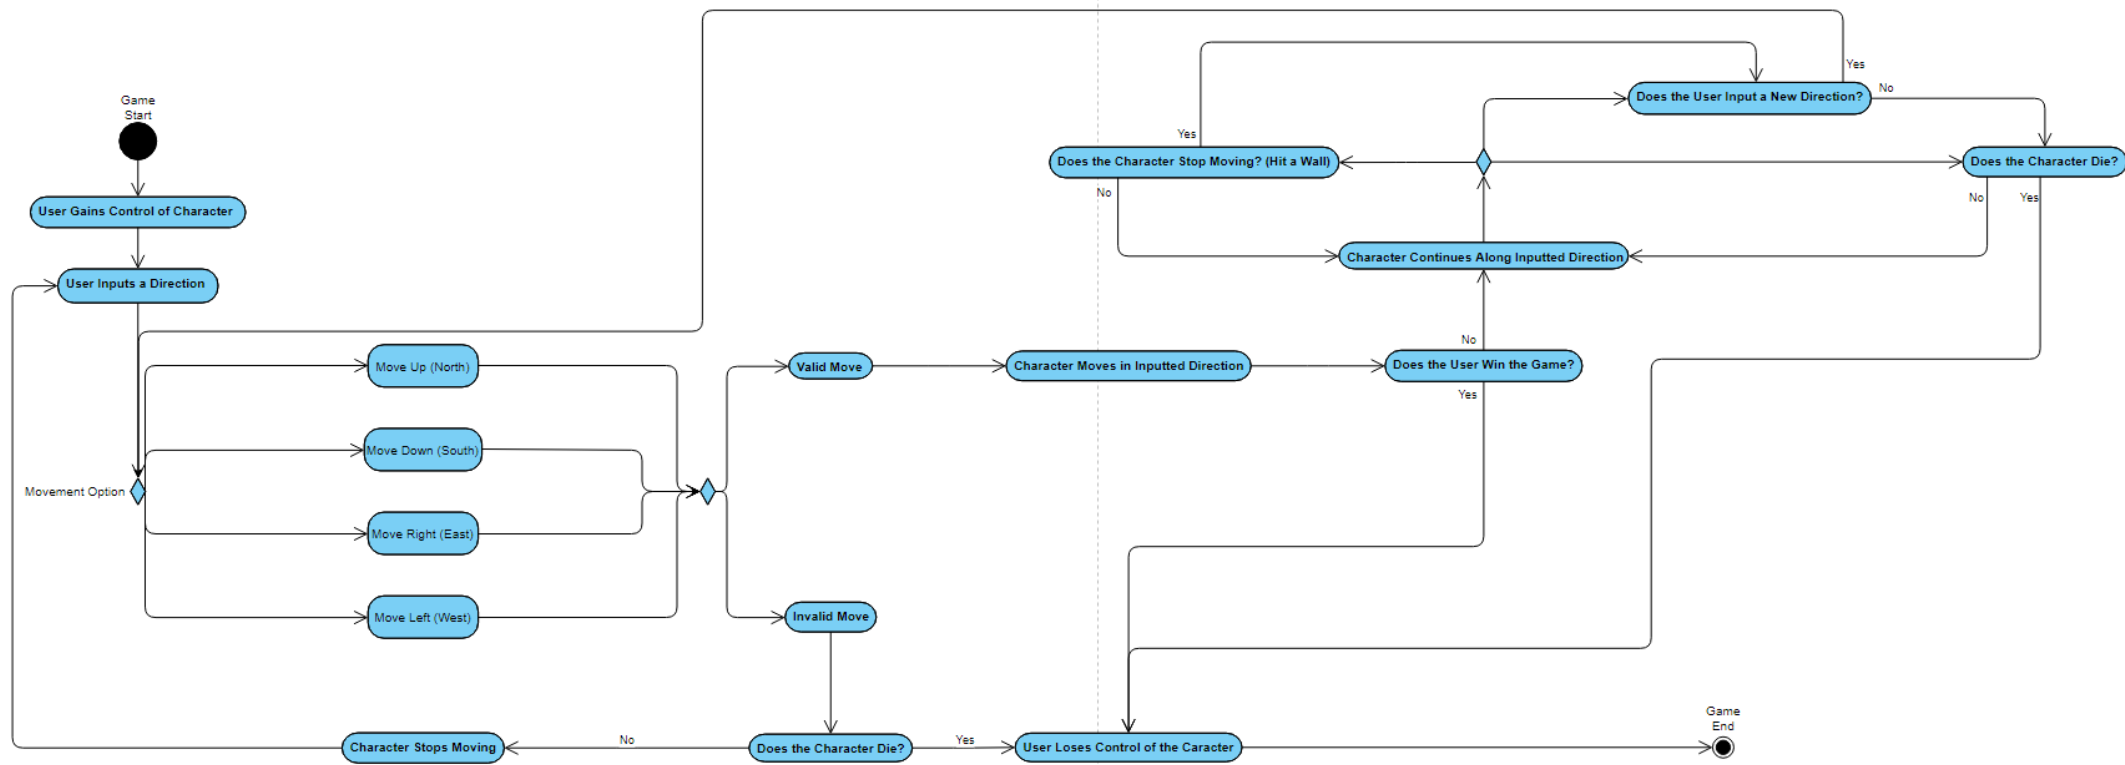 Game
Start
User Gains Control of Character
User Inputs a Direction
Movement Option
Move Up (North)
Move Down (South)
Move Right (East)
Move Left (West)
Valid Move
Invalid Move
Character Moves in Inputted Direction
Does the User Win the Game?
No
Yes
Character Continues Along Inputted Direction
Does the Character Stop Moving? (Hit a Wall)
Yes
No
Does the User Input a New Direction?
Yes
No
Does the Character Die?
No
Yes
Does the Character Die?
No
Yes
Character Stops Moving
User Loses Control of the Caracter
Game
End